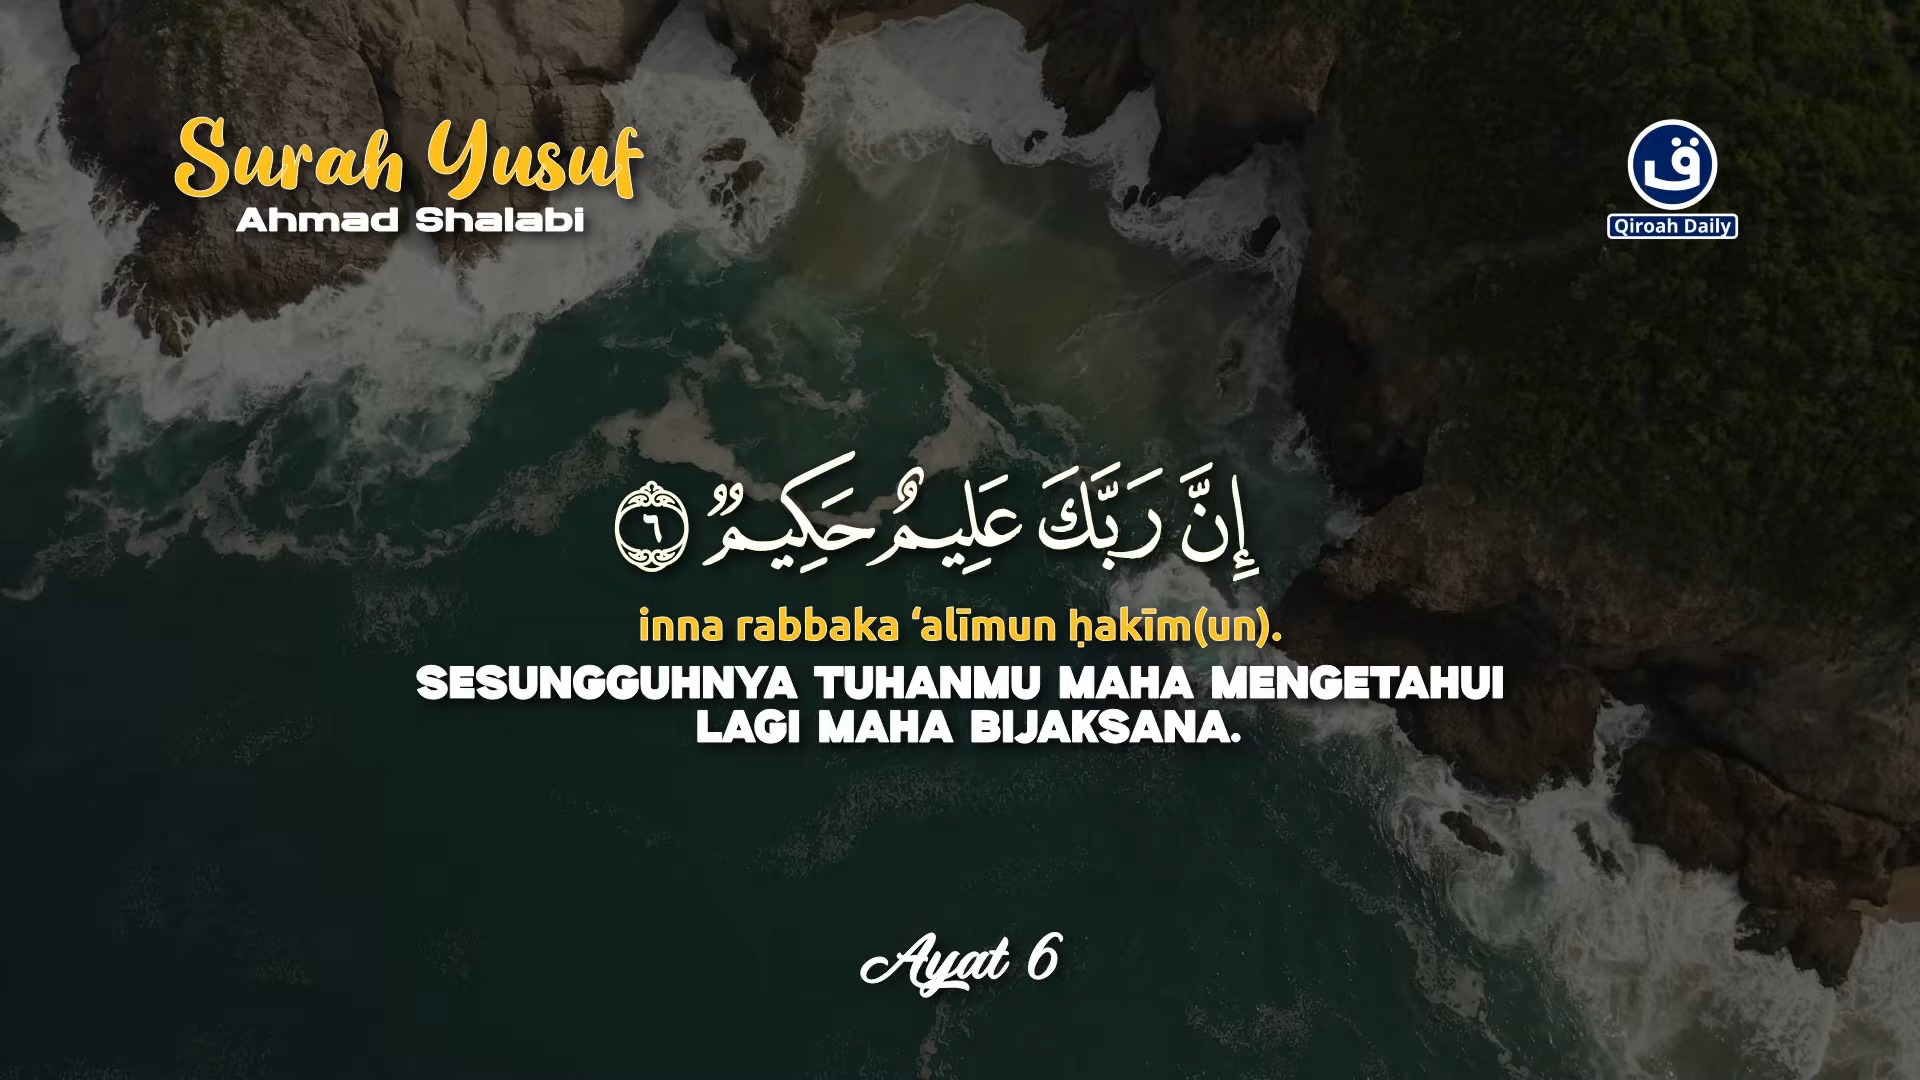 Surah Yusuf
Ahmad Shalabi
ق
Qiroah Daily
إِنَّ رَبَّكَ عَلِيمٌ حَكِيمٌ ٦
inna rabbaka ‘alīmun ḥakīm(un).
SESUNGGUHNYA TUHANMU MAHA MENGETAHUI
LAGI MAHA BIJAKSANA.
Ayat 6